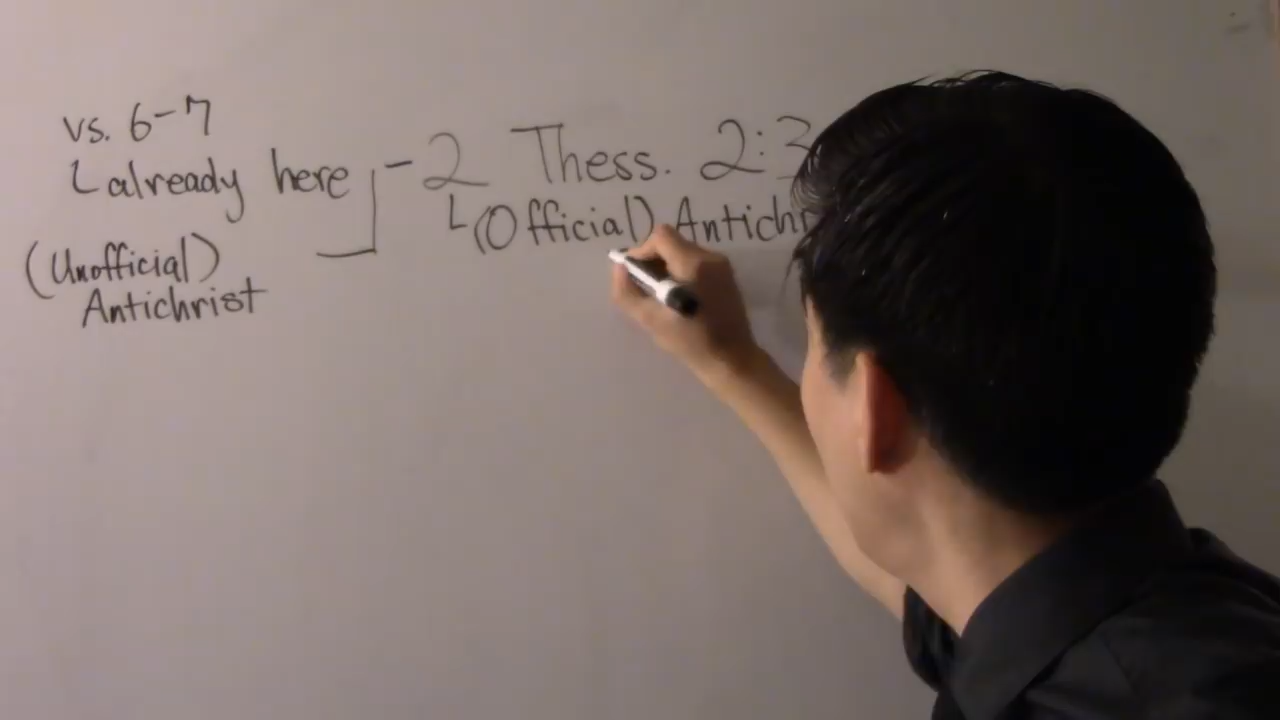 vs. 6-7
already here
(Unofficial)
Antichrist
- 2 Thess. 2:3
(Official) Antichr